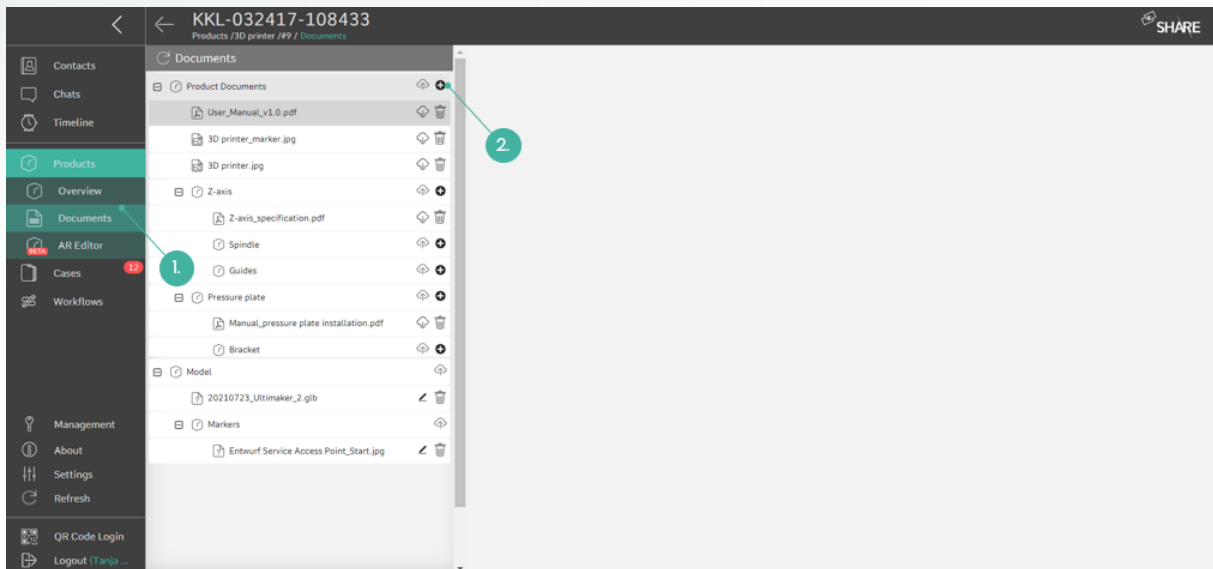 KKL-032417-108433
Products /3D printer /#9 / Documents
SHARE
Contacts
Chats
Timeline
Products
Overview
Documents
AR Editor
BETA
Cases
12
Workflows
Management
About
Settings
Refresh
QR Code Login
Logout (Tanja ...
Documents
Product Documents
User_Manual_v1.0.pdf
3D printer_marker.jpg
3D printer.jpg
Z-axis
Z-axis_specification.pdf
Spindle
Guides
Pressure plate
Manual_pressure plate installation.pdf
Bracket
Model
20210723_Ultimaker_2.glb
Markers
Entwurf Service Access Point_Start.jpg
1.
2.